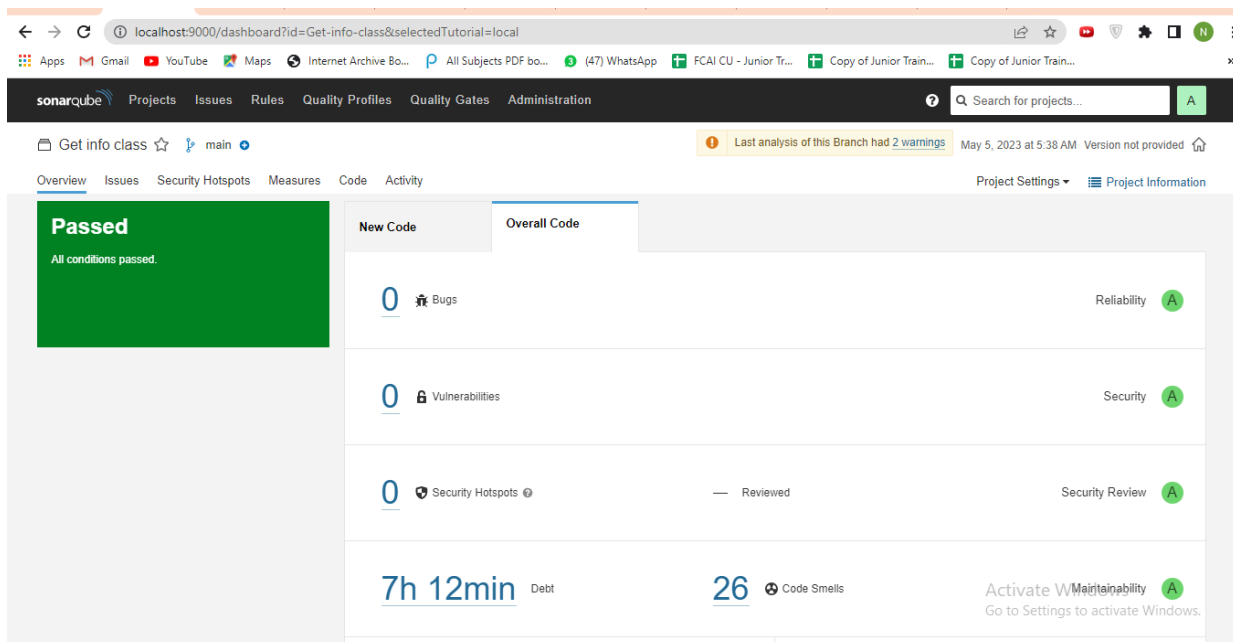 localhost:9000/dashboard?id=Get-info-class&selectedTutorial=local N
Apps Gmail YouTube Maps Internet Archive Bo... All Subjects PDF bo... (47) WhatsApp FCAI CU - Junior Tr... Copy of Junior Train... Copy of Junior Train... »
sonarqube Projects Issues Rules Quality Profiles Quality Gates Administration ? Search for projects... A
Get info class main Last analysis of this Branch had 2 warnings May 5, 2023 at 5:38 AM Version not provided
Overview Issues Security Hotspots Measures Code Activity Project Settings Project Information
Passed
All conditions passed.
New Code Overall Code
0 Bugs Reliability A
0 Vulnerabilities Security A
0 Security Hotspots ? — Reviewed Security Review A
7h 12min Debt 26 Code Smells Maintainability A
Activate Windows
Go to Settings to activate Windows.